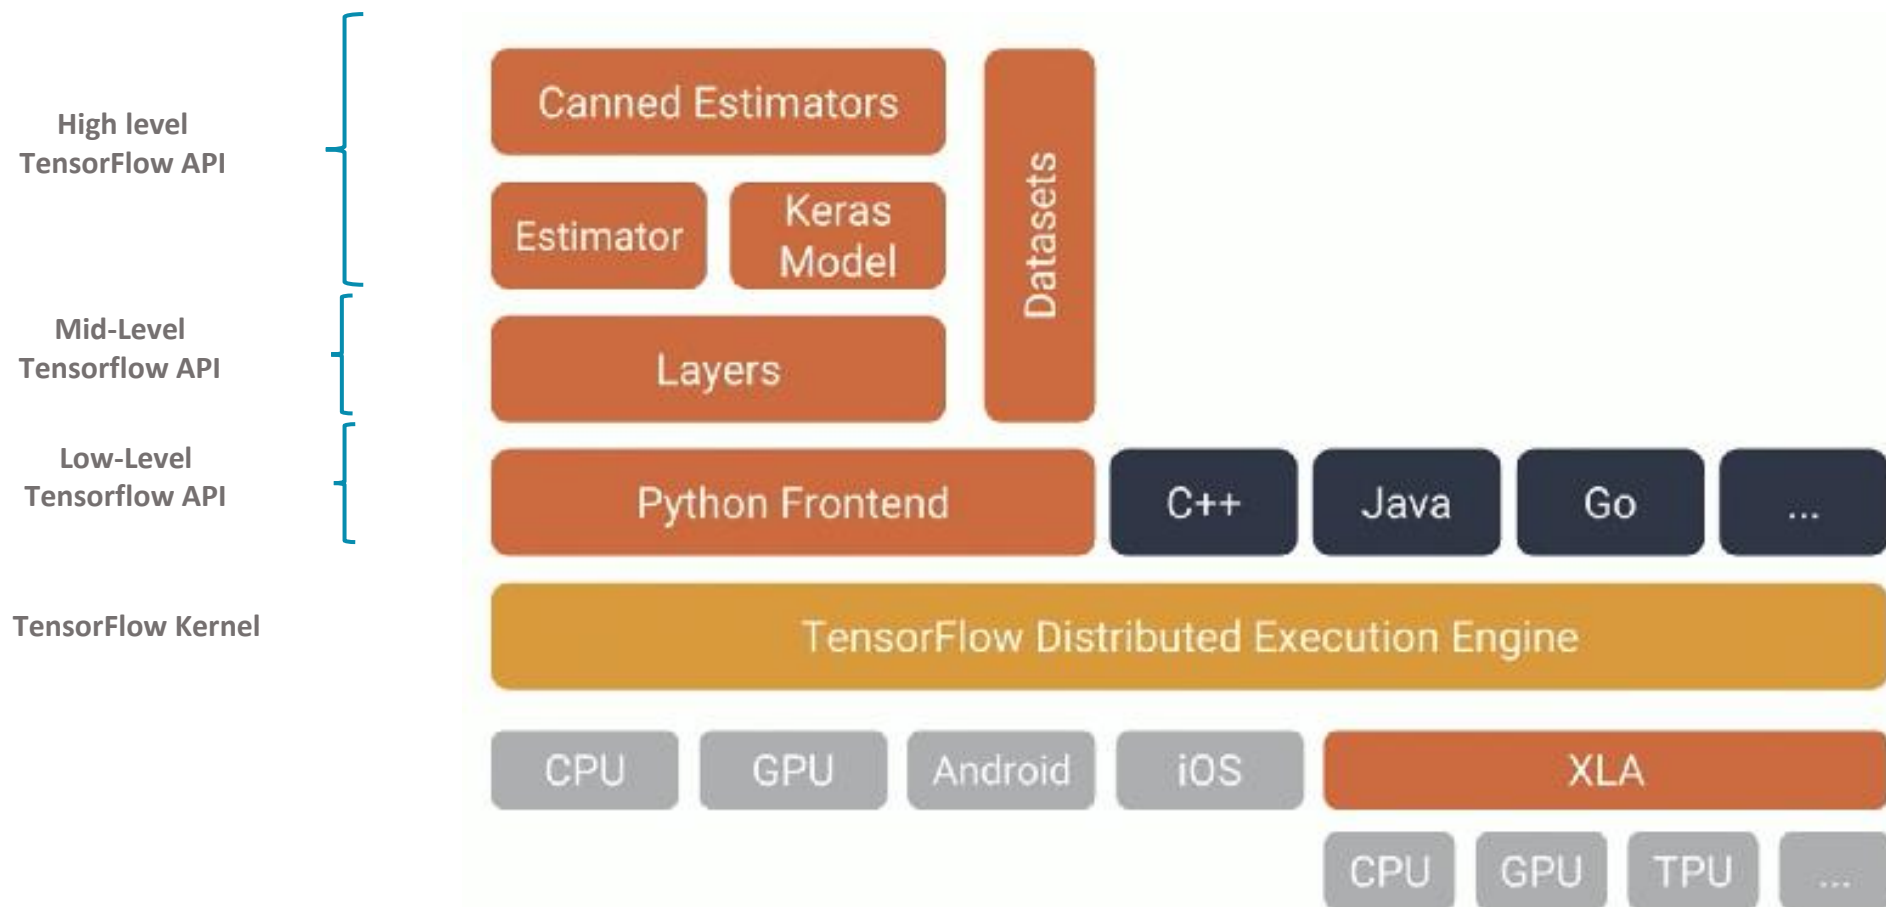 High level
TensorFlow API
Canned Estimators
Estimator
Keras
Model
Datasets
Mid-Level
Tensorflow API
Layers
Low-Level
Tensorflow API
Python Frontend
C++
Java
Go
...
TensorFlow Kernel
TensorFlow Distributed Execution Engine
CPU
GPU
Android
iOS
XLA
CPU
GPU
TPU
...